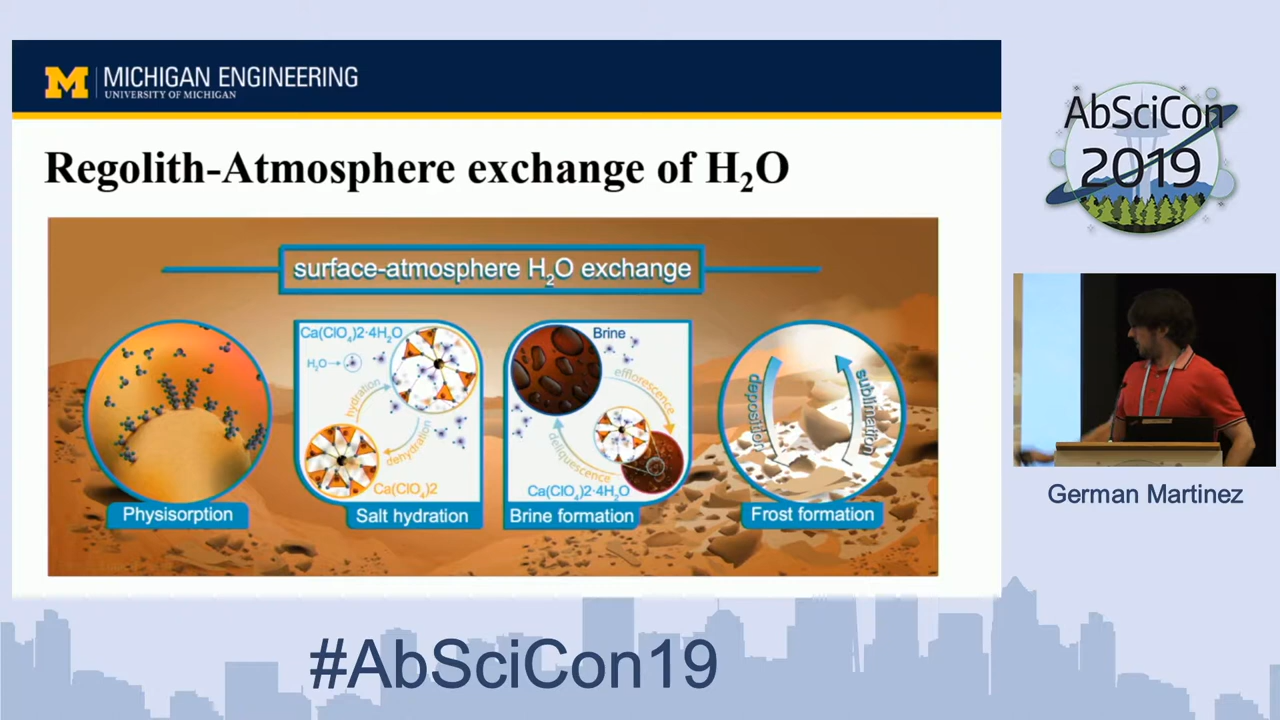 MICHIGAN ENGINEERING
UNIVERSITY OF MICHIGAN
Regolith-Atmosphere exchange of H₂O
surface-atmosphere H₂O exchange
Physisorption
Ca(ClO₄)2·4H₂O
H₂O→
hydration
dehydration
Ca(ClO₄)2
Salt hydration
Brine
efflorescence
deliquescence
Ca(ClO₄)2·4H₂O
Brine formation
deposition
sublimation
Frost formation
AbSciCon
2019
German Martinez
#AbSciCon19